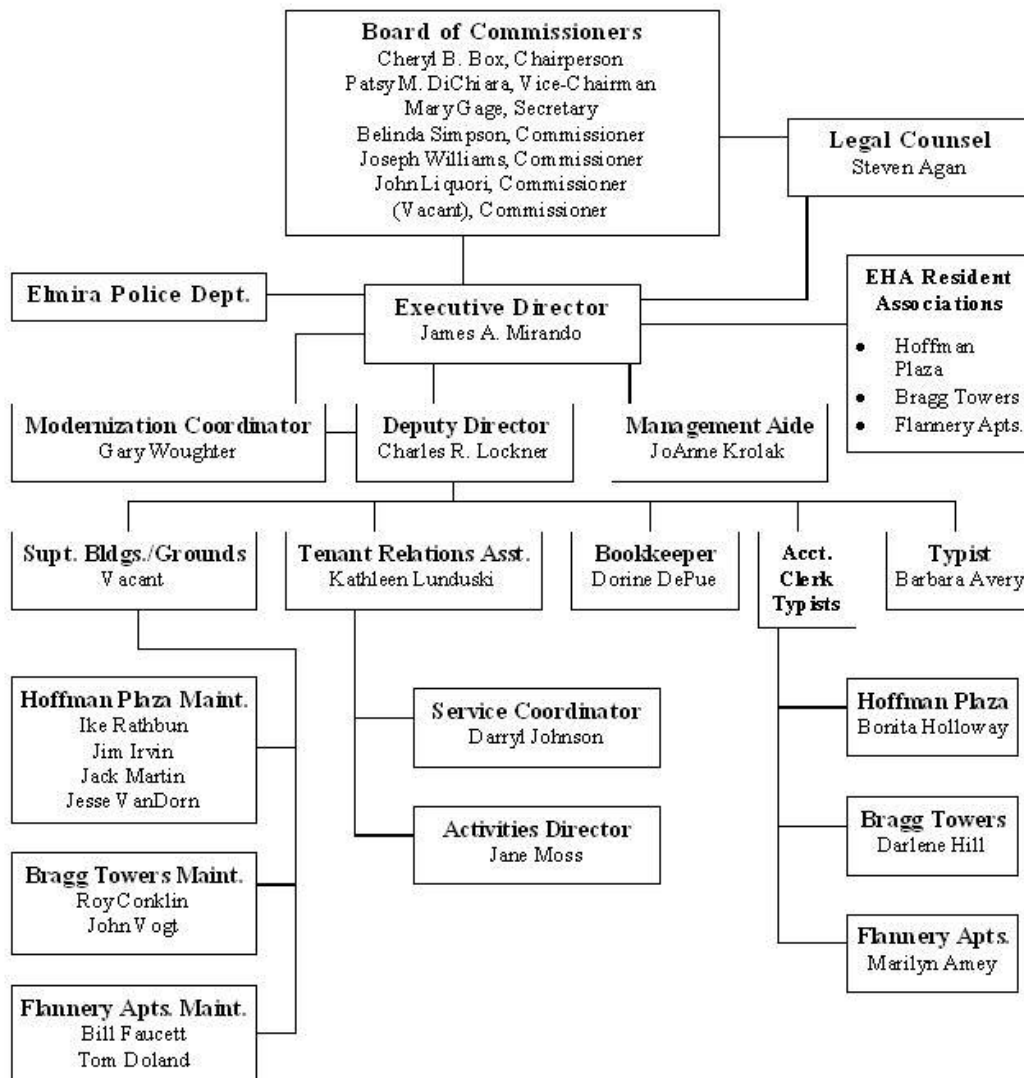 Board of Commissioners
Cheryl B. Box, Chairperson
Patsy M. DiChiara, Vice-Chairman
Mary Gage, Secretary
Belinda Simpson, Commissioner
Joseph Williams, Commissioner
John Liquori, Commissioner
(Vacant), Commissioner
Legal Counsel
Steven Agan
Elmira Police Dept.
Executive Director
James A. Mirando
EHA Resident
Associations
• Hoffman
Plaza
• Bragg Towers
• Flannery Apts.
Modernization Coordinator
Gary Woughter
Deputy Director
Charles R. Lockner
Management Aide
JoAnne Krolak
Supt. Bldgs./Grounds
Vacant
Tenant Relations Asst.
Kathleen Lunduski
Bookkeeper
Dorine DePue
Acct.
Clerk
Typists
Typist
Barbara Avery
Hoffman Plaza Maint.
Ike Rathbun
Jim Irvin
Jack Martin
Jesse VanDorn
Bragg Towers Maint.
Roy Conklin
John Vogt
Flannery Apts. Maint.
Bill Faucett
Tom Doland
Service Coordinator
Darryl Johnson
Activities Director
Jane Moss
Hoffman Plaza
Bonita Holloway
Bragg Towers
Darlene Hill
Flannery Apts.
Marilyn Amey